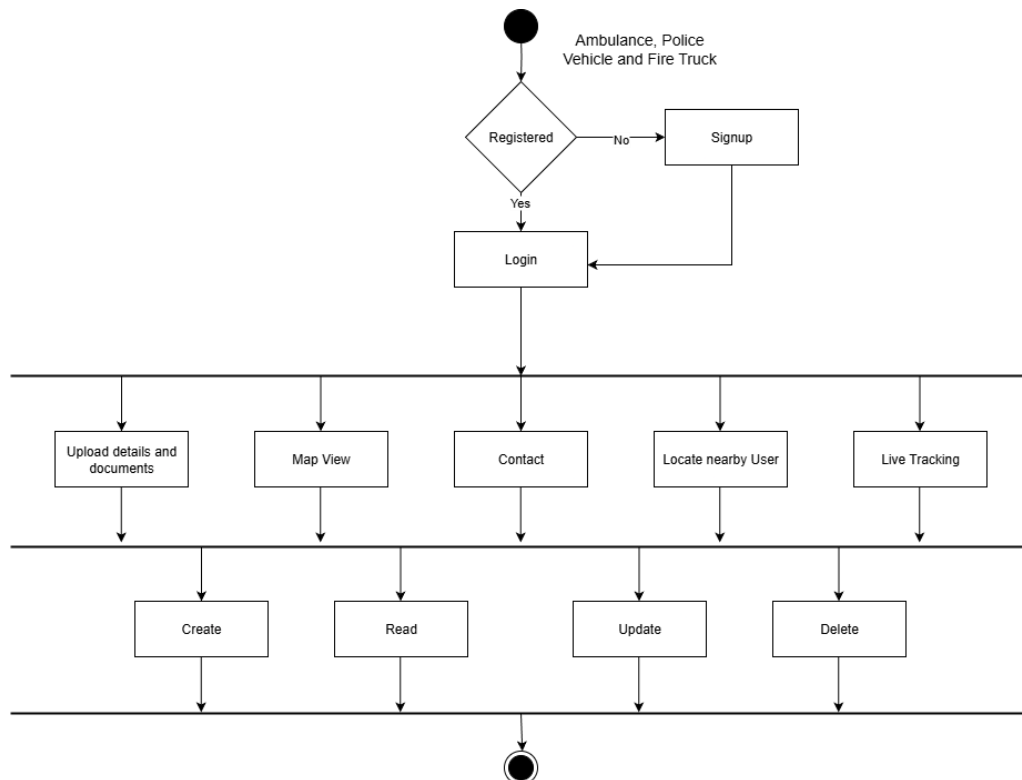 Ambulance, Police
Vehicle and Fire Truck
Registered
No
Signup
Yes
Login
Upload details and
documents
Map View
Contact
Locate nearby User
Live Tracking
Create
Read
Update
Delete